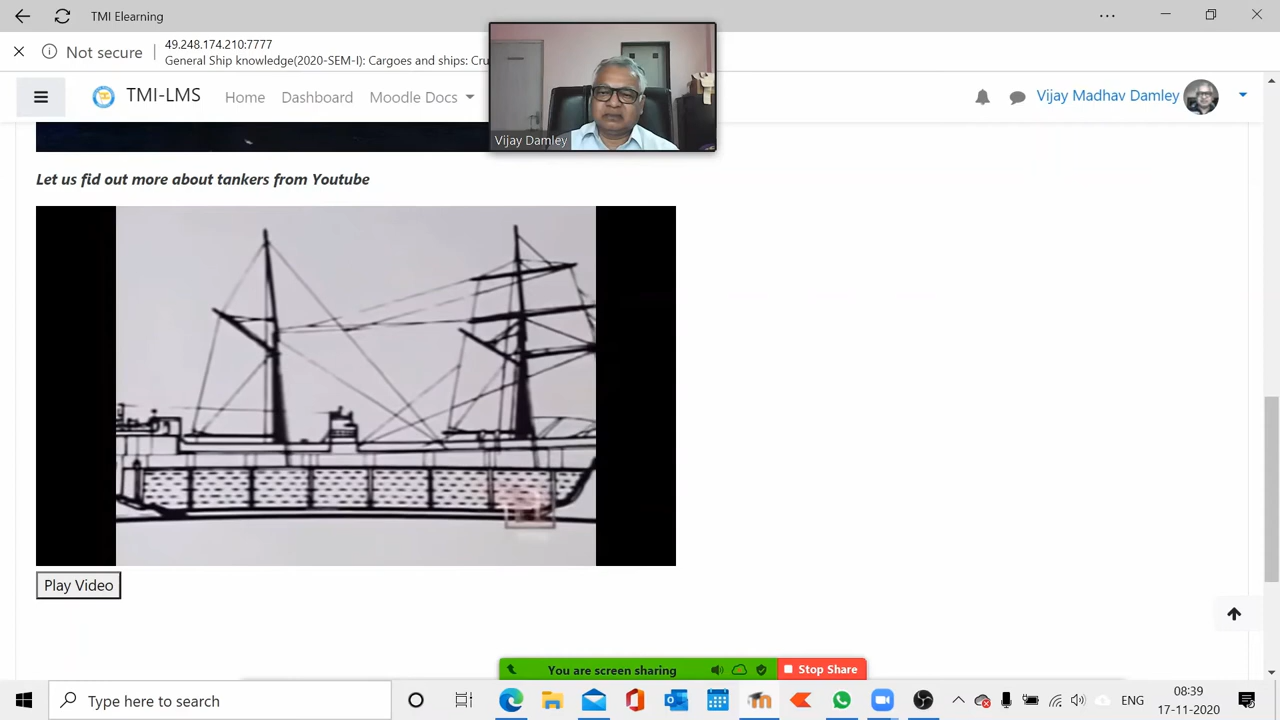 TMI Elearning
Not secure
49.248.174.210:7777
General Ship knowledge(2020-SEM-I): Cargoes and ships: Cru
TMI-LMS
Home
Dashboard
Moodle Docs
Vijay Madhav Damley
Vijay Damley
Let us fid out more about tankers from Youtube
Play Video
You are screen sharing
Stop Share
Type here to search
ENG
08:39
17-11-2020